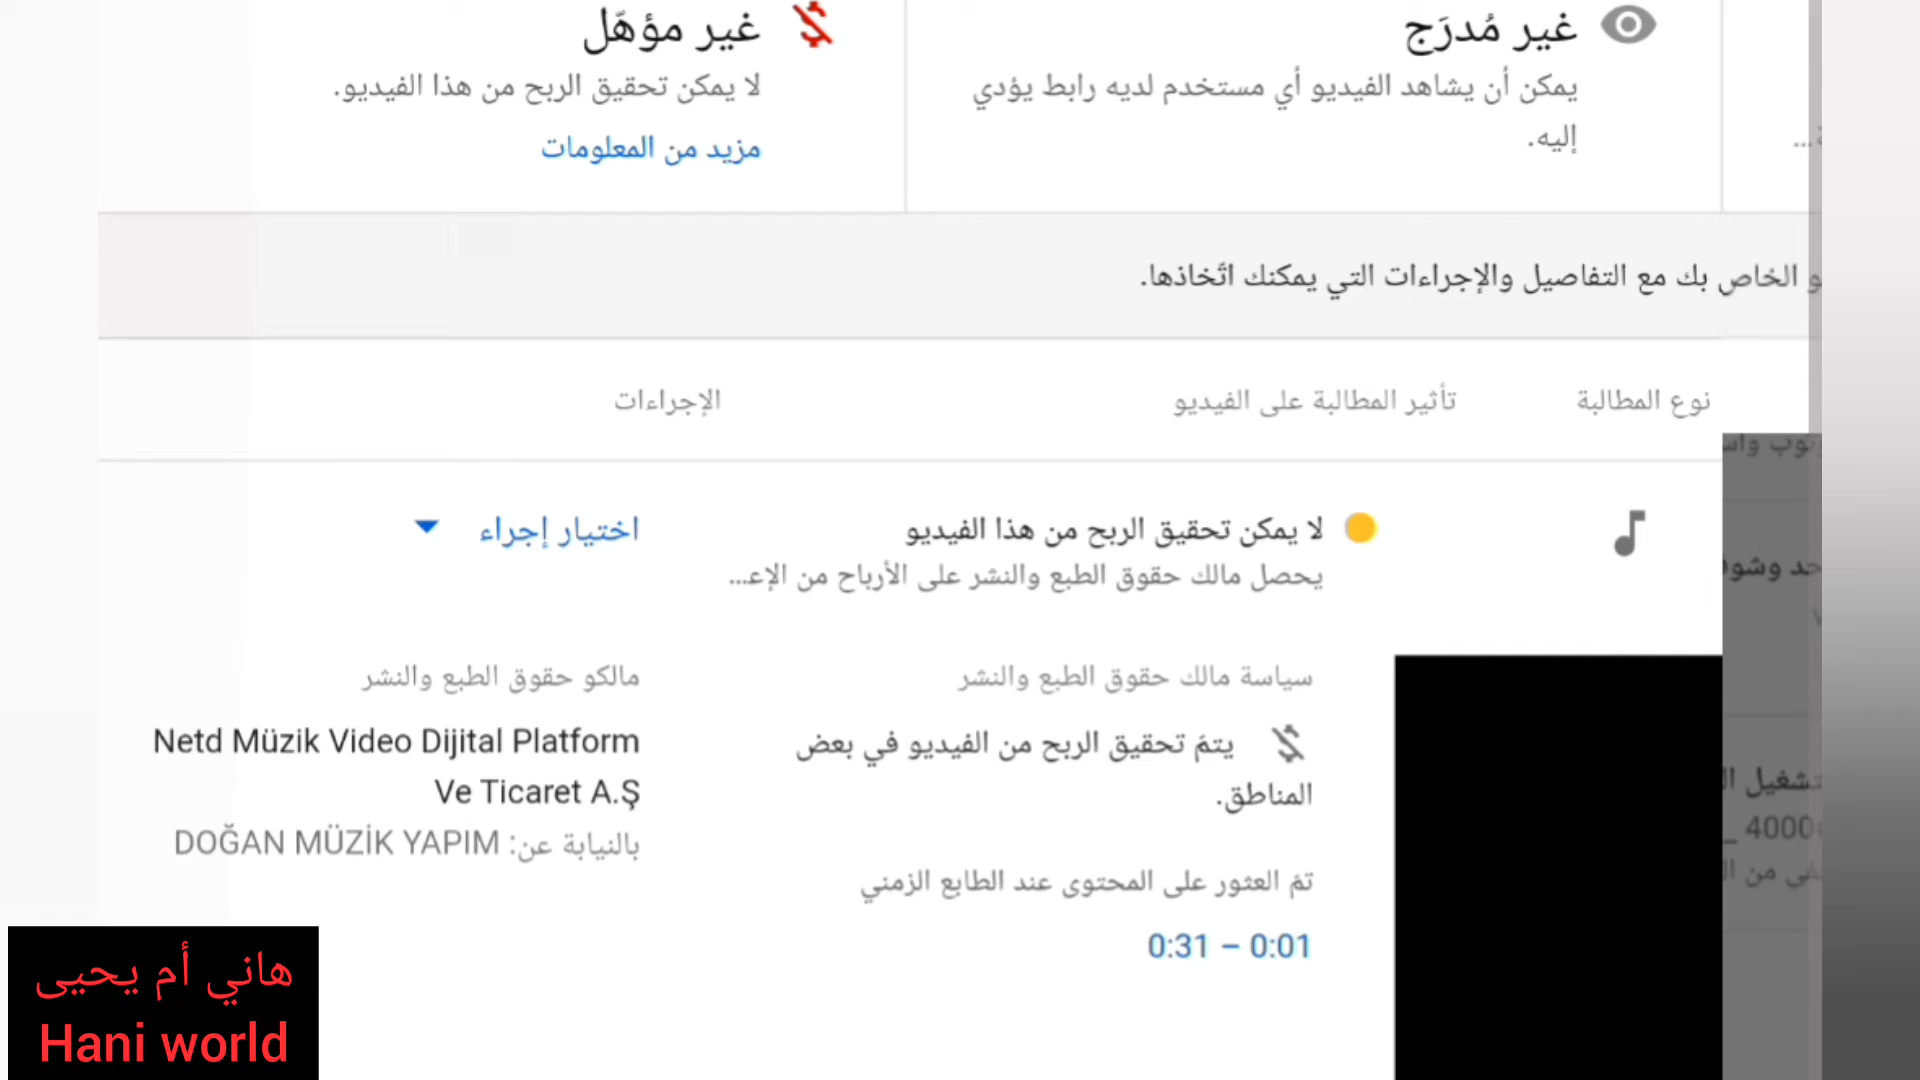 غير مُدرَج
يمكن أن يشاهد الفيديو أي مستخدم لديه رابط يؤدي
إليه.
غير مؤهّل
لا يمكن تحقيق الربح من هذا الفيديو.
مزيد من المعلومات
الخاص بك مع التفاصيل والإجراءات التي يمكنك اتّخاذها.
نوع المطالبة
تأثير المطالبة على الفيديو
الإجراءات
لا يمكن تحقيق الربح من هذا الفيديو
يحصل مالك حقوق الطبع والنشر على الأرباح من الإعـ...
اختيار إجراء
سياسة مالك حقوق الطبع والنشر
يتمّ تحقيق الربح من الفيديو في بعض
المناطق.
تمّ العثور على المحتوى عند الطابع الزمني
0:31 – 0:01
مالكو حقوق الطبع والنشر
Netd Müzik Video Dijital Platform
Ve Ticaret A.Ş
بالنيابة عن: DOĞAN MÜZİK YAPIM
هاني أم يحيى
Hani world